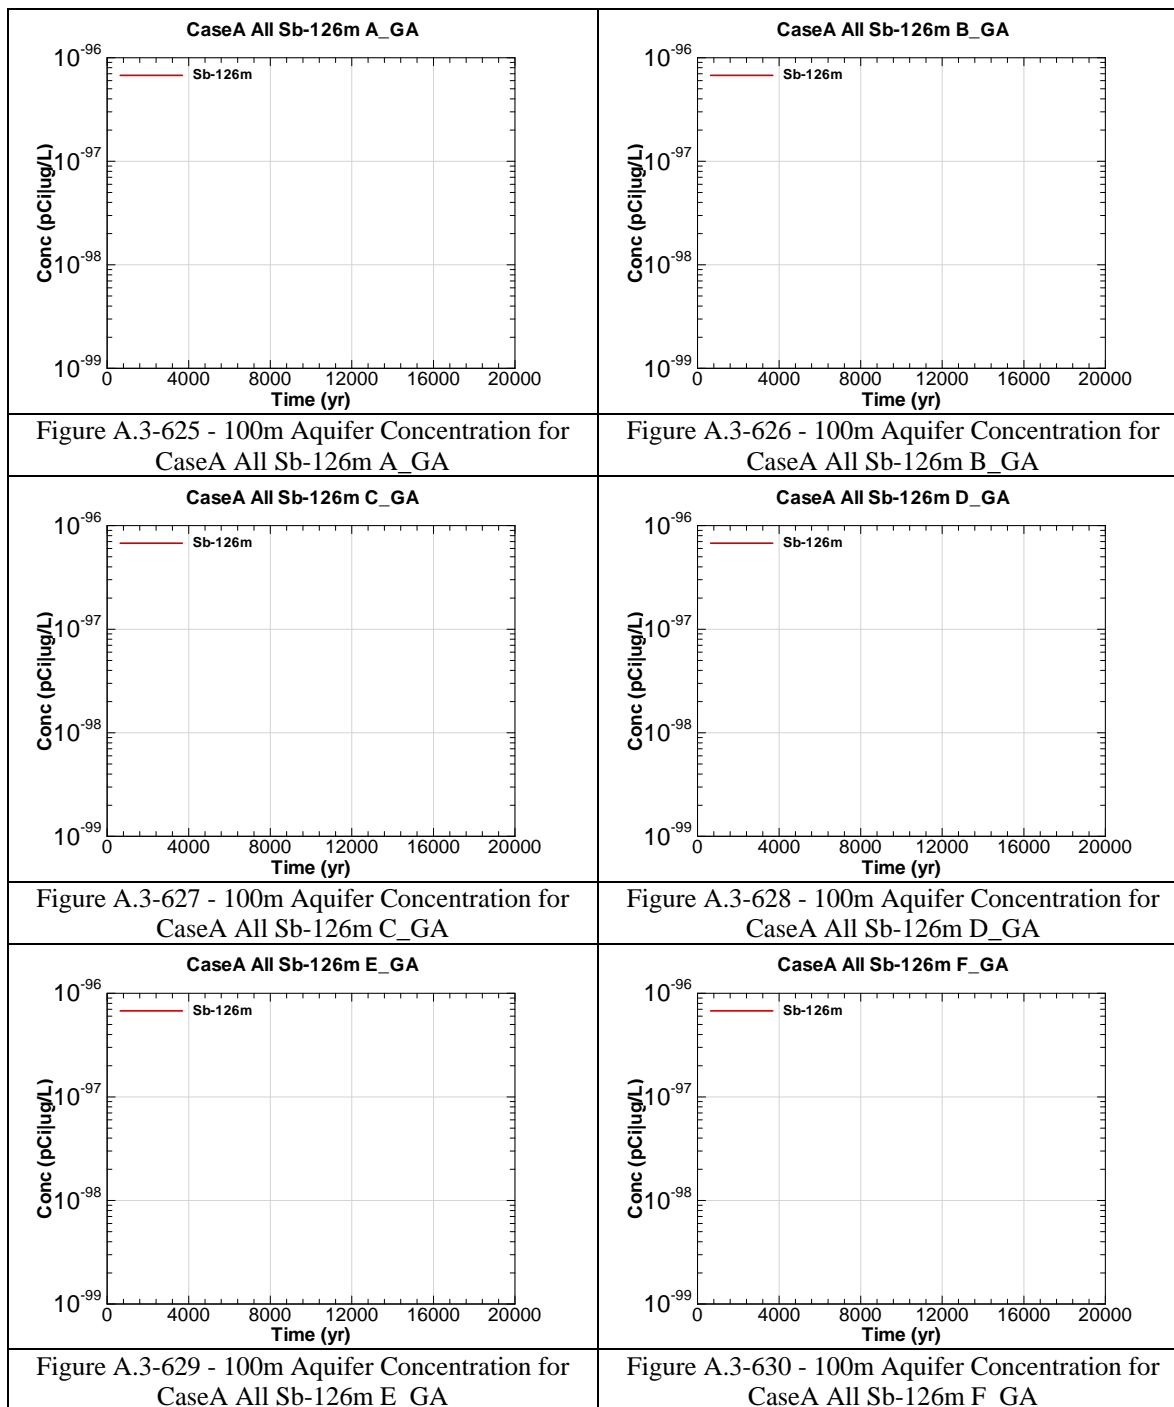 CaseA All Sb-126m A_GA
10^-96
Sb-126m
10^-97
Conc (pCi|ug/L)
10^-98
10^-99
0 4000 8000 12000 16000 20000
Time (yr)
Figure A.3-625 - 100m Aquifer Concentration for
CaseA All Sb-126m A_GA
CaseA All Sb-126m B_GA
10^-96
Sb-126m
10^-97
Conc (pCi|ug/L)
10^-98
10^-99
0 4000 8000 12000 16000 20000
Time (yr)
Figure A.3-626 - 100m Aquifer Concentration for
CaseA All Sb-126m B_GA
CaseA All Sb-126m C_GA
10^-96
Sb-126m
10^-97
Conc (pCi|ug/L)
10^-98
10^-99
0 4000 8000 12000 16000 20000
Time (yr)
Figure A.3-627 - 100m Aquifer Concentration for
CaseA All Sb-126m C_GA
CaseA All Sb-126m D_GA
10^-96
Sb-126m
10^-97
Conc (pCi|ug/L)
10^-98
10^-99
0 4000 8000 12000 16000 20000
Time (yr)
Figure A.3-628 - 100m Aquifer Concentration for
CaseA All Sb-126m D_GA
CaseA All Sb-126m E_GA
10^-96
Sb-126m
10^-97
Conc (pCi|ug/L)
10^-98
10^-99
0 4000 8000 12000 16000 20000
Time (yr)
Figure A.3-629 - 100m Aquifer Concentration for
CaseA All Sb-126m E_GA
CaseA All Sb-126m F_GA
10^-96
Sb-126m
10^-97
Conc (pCi|ug/L)
10^-98
10^-99
0 4000 8000 12000 16000 20000
Time (yr)
Figure A.3-630 - 100m Aquifer Concentration for
CaseA All Sb-126m F_GA